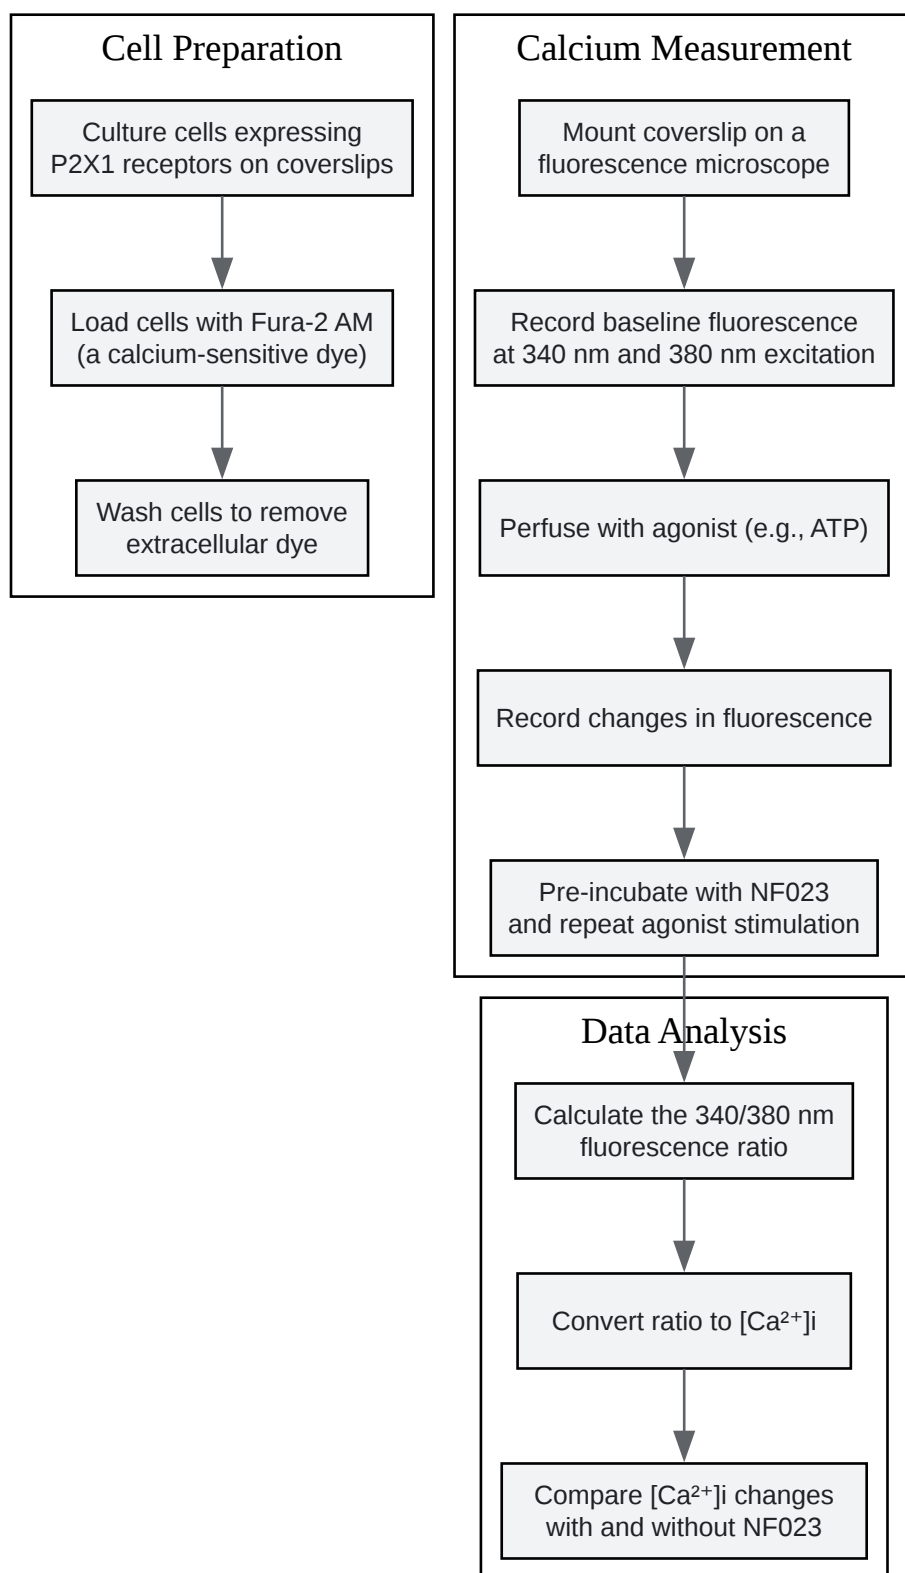 Cell Preparation
Culture cells expressing
P2X1 receptors on coverslips
Load cells with Fura-2 AM
(a calcium-sensitive dye)
Wash cells to remove
extracellular dye
Calcium Measurement
Mount coverslip on a
fluorescence microscope
Record baseline fluorescence
at 340 nm and 380 nm excitation
Perfuse with agonist (e.g., ATP)
Record changes in fluorescence
Pre-incubate with NF023
and repeat agonist stimulation
Data Analysis
Calculate the 340/380 nm
fluorescence ratio
Convert ratio to [Ca²⁺]i
Compare [Ca²⁺]i changes
with and without NF023